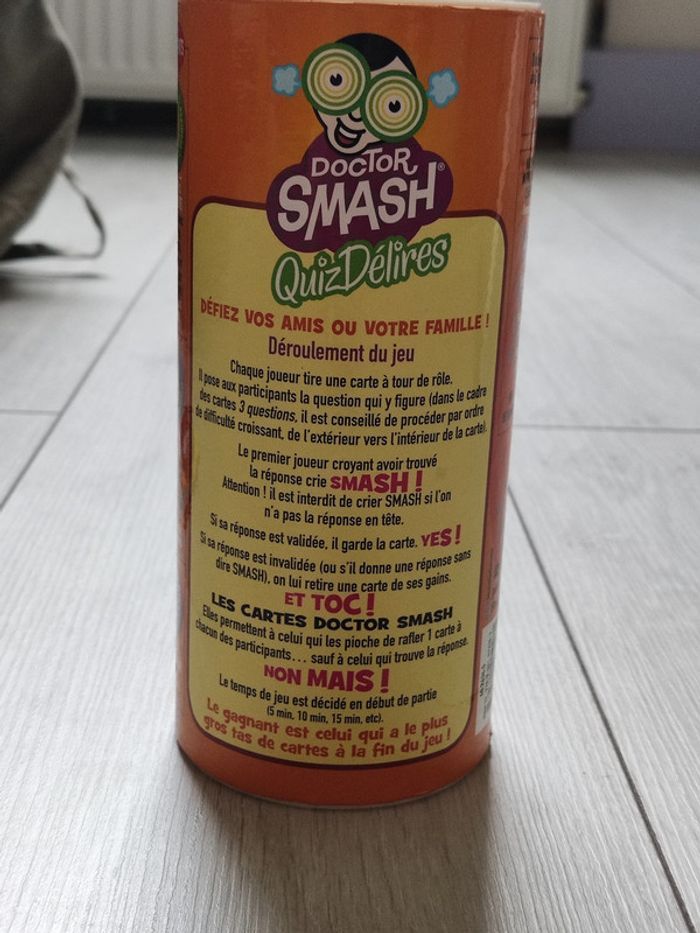 DOCTOR
SMASH®
QuizDélires
DÉFIEZ VOS AMIS OU VOTRE FAMILLE !
Déroulement du jeu
Chaque joueur tire une carte à tour de rôle.
Il pose aux participants la question qui y figure (dans le cadre
des cartes 3 questions, il est conseillé de procéder par ordre
de difficulté croissant, de l'extérieur vers l'intérieur de la carte).
Le premier joueur croyant avoir trouvé
la réponse crie SMASH !
Attention ! il est interdit de crier SMASH si l'on
n'a pas la réponse en tête.
Si sa réponse est validée, il garde la carte. YES !
Si sa réponse est invalidée (ou s'il donne une réponse sans
dire SMASH), on lui retire une carte de ses gains.
ET TOC !
LES CARTES DOCTOR SMASH
Elles permettent à celui qui les pioche de rafler 1 carte à
chacun des participants... sauf à celui qui trouve la réponse.
NON MAIS !
Le temps de jeu est décidé en début de partie
(5 min, 10 min, 15 min, etc).
Le gagnant est celui qui a le plus
gros tas de cartes à la fin du jeu !